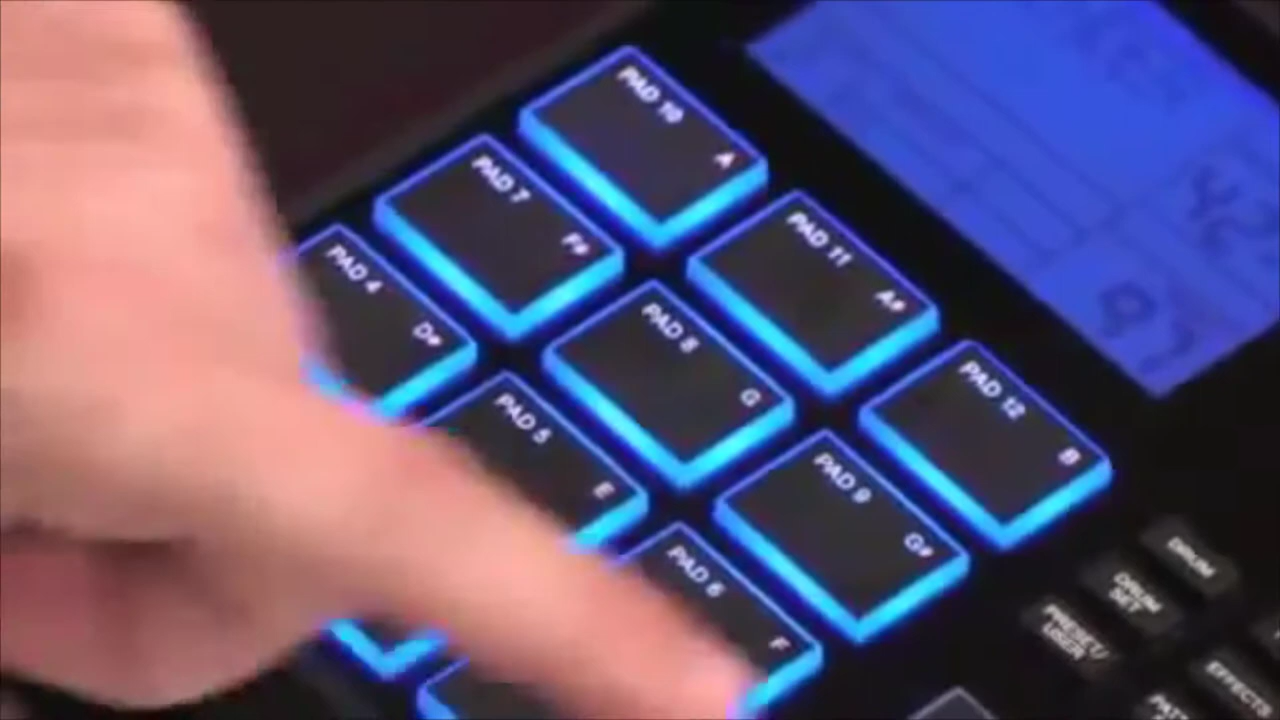 PAD 10
A
PAD 7
F#
PAD 11
A#
PAD 4
D#
PAD 8
G
PAD 12
B
PAD 5
E
PAD 9
G#
PAD 6
F
DRUM
DRUM
SET
PRESET/
USER
EFFECTS